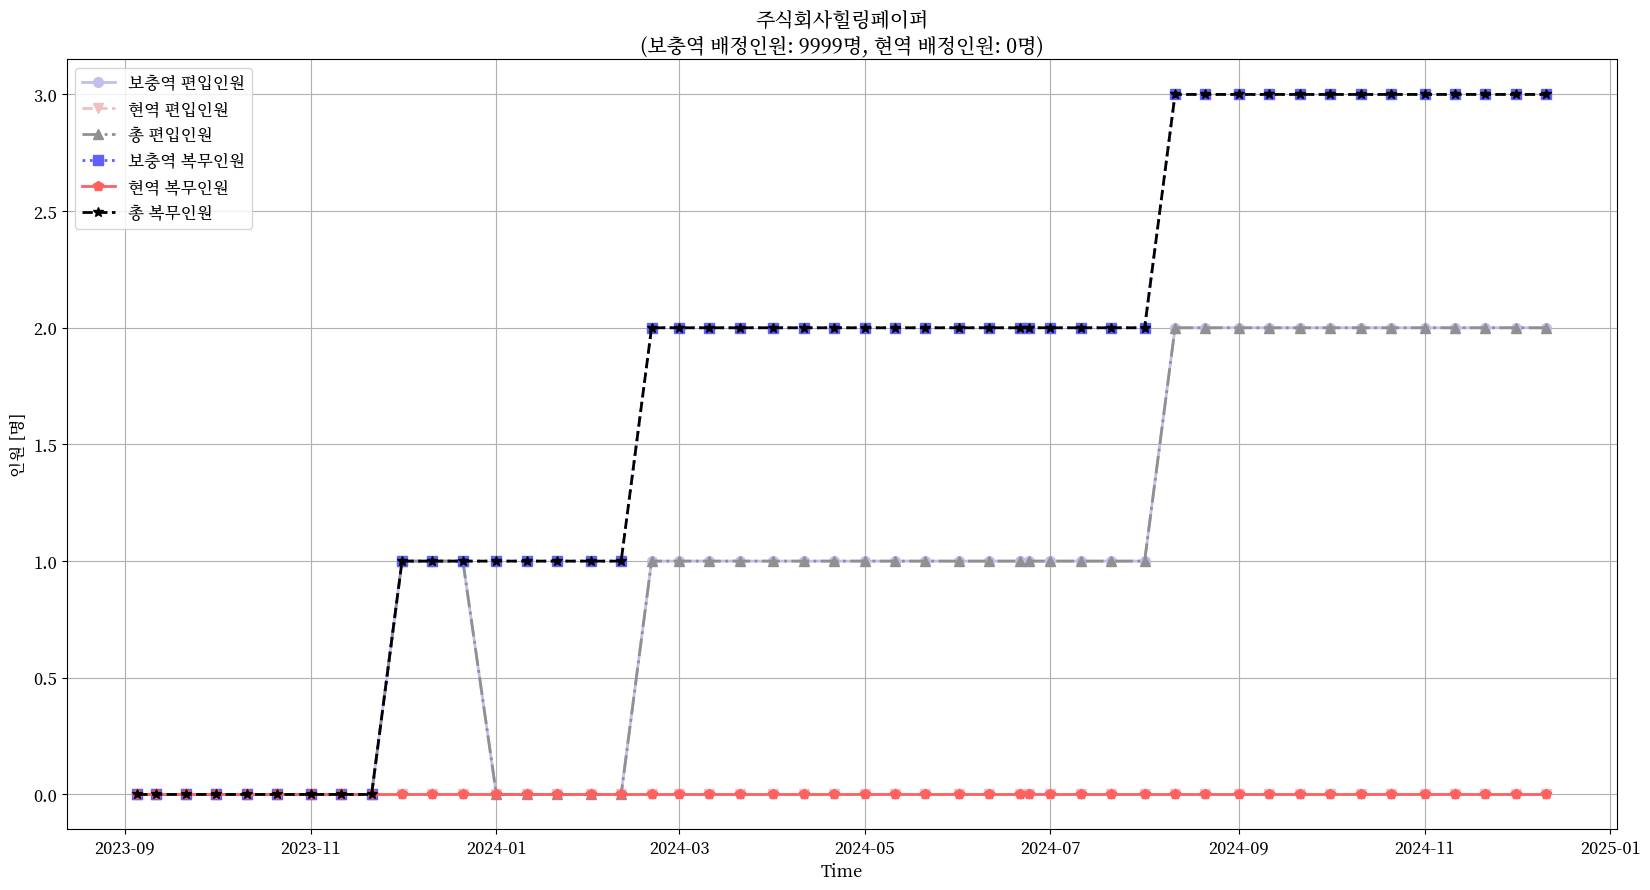 주식회사힐링페이퍼
(보충역 배정인원: 9999명, 현역 배정인원: 0명)
보충역 편입인원
현역 편입인원
총 편입인원
보충역 복무인원
현역 복무인원
총 복무인원
3.0
2.5
2.0
1.5
1.0
0.5
0.0
인원 [명]
2023-09
2023-11
2024-01
2024-03
2024-05
2024-07
2024-09
2024-11
2025-01
Time